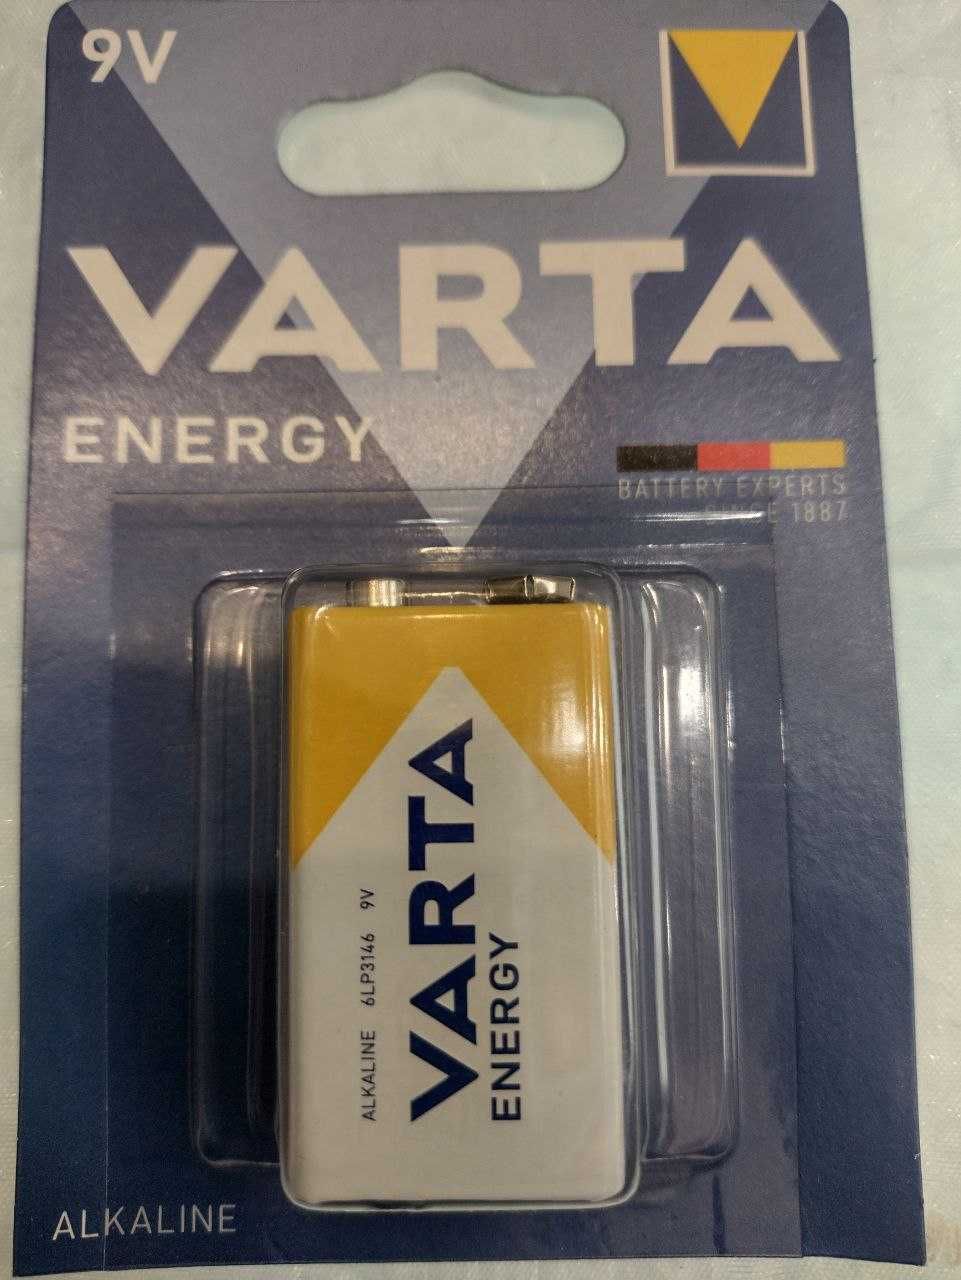 9V
VARTA
ENERGY
BATTERY EXPERTS
SINCE 1887
ALKALINE 6LP3146 9V
VARTA
ENERGY
ALKALINE